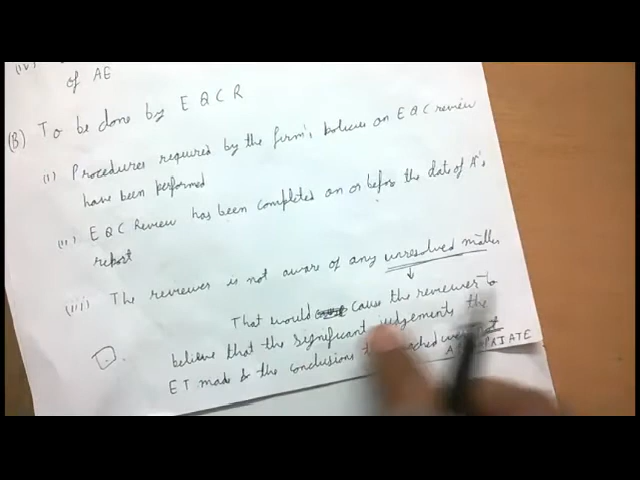 (iv)
of AE
(B) To be done by EQCR
(i) Procedures required by the firm's policies on EQC review
have been performed
(ii) EQC Review has been completed on or before the date of A's
report
(iii) The reviewer is not aware of any unresolved matter
That would cause the reviewer to
believe that the significant judgements the
ET made & the conclusions were not
APPROPRIATE